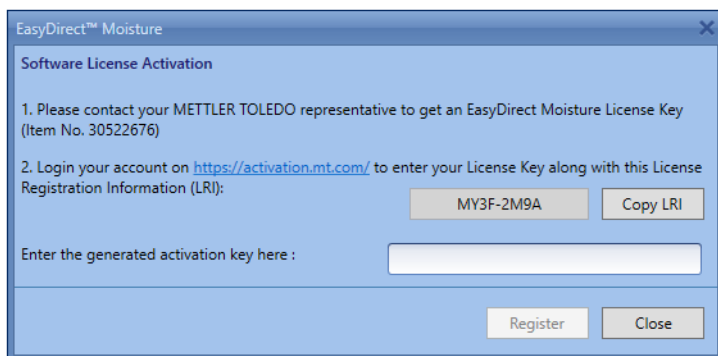 EasyDirect™ Moisture
Software License Activation
1. Please contact your METTLER TOLEDO representative to get an EasyDirect Moisture License Key
(Item No. 30522676)
2. Login your account on https://activation.mt.com/ to enter your License Key along with this License
Registration Information (LRI):
MY3F-2M9A Copy LRI
Enter the generated activation key here :
Register Close